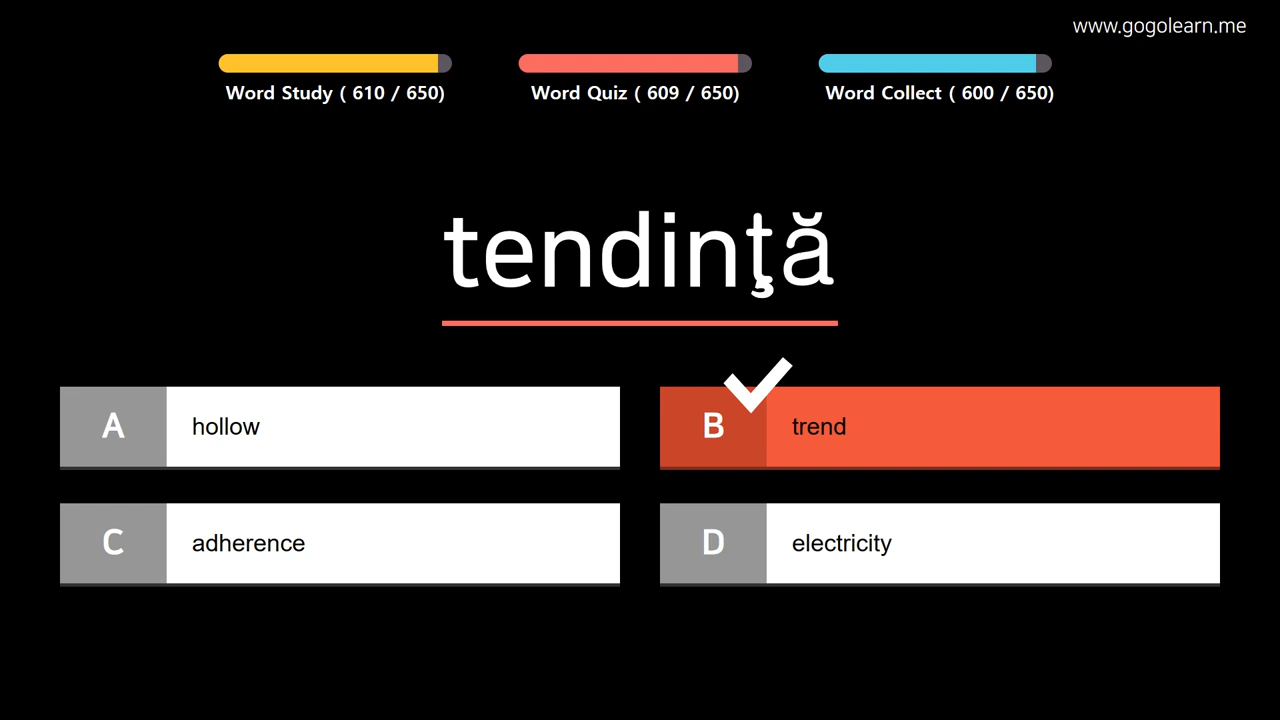 www.gogolearn.me
Word Study ( 610 / 650)
Word Quiz ( 609 / 650)
Word Collect ( 600 / 650)
tendinţă
A hollow
B trend
C adherence
D electricity